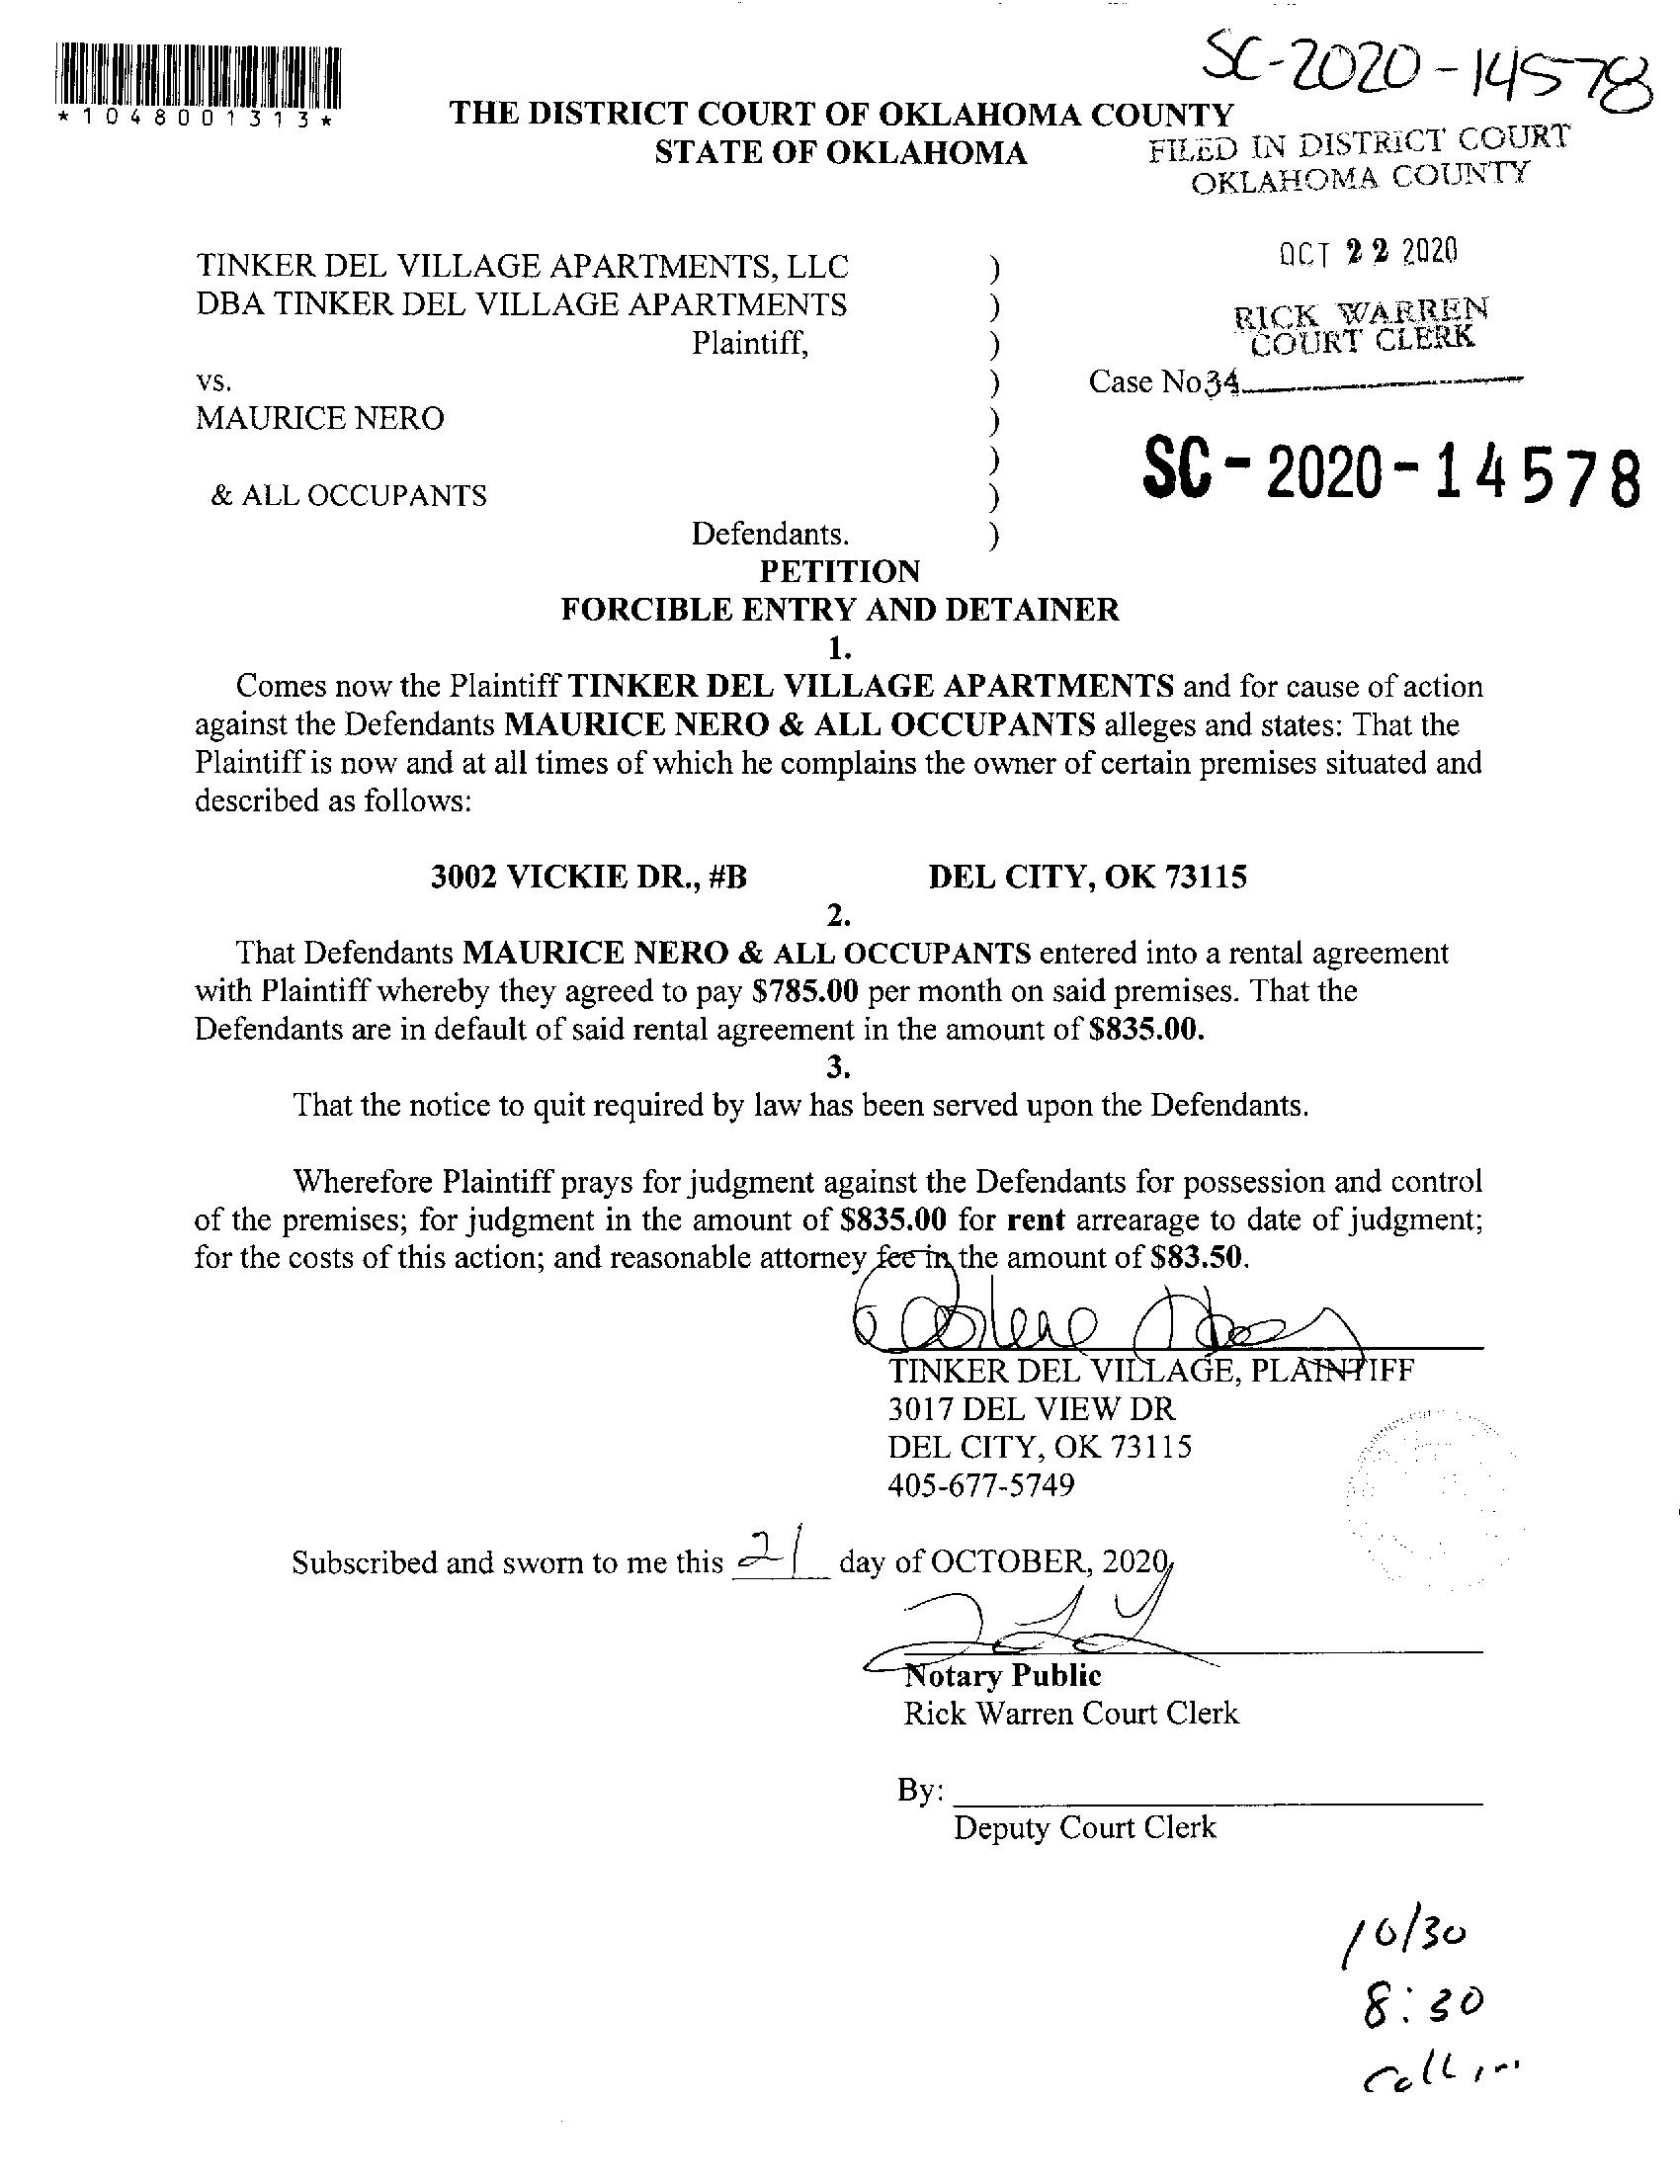 SC-2020-14578
*1048001313*
THE DISTRICT COURT OF OKLAHOMA COUNTY
STATE OF OKLAHOMA
FILED IN DISTRICT COURT
OKLAHOMA COUNTY
OCT 22 2020
RICK WARREN
COURT CLERK
TINKER DEL VILLAGE APARTMENTS, LLC )
DBA TINKER DEL VILLAGE APARTMENTS )
Plaintiff, )
vs. ) Case No 34
MAURICE NERO )
)
SC-2020-14578
& ALL OCCUPANTS )
Defendants. )
PETITION
FORCIBLE ENTRY AND DETAINER
1.
Comes now the Plaintiff TINKER DEL VILLAGE APARTMENTS and for cause of action
against the Defendants MAURICE NERO & ALL OCCUPANTS alleges and states: That the
Plaintiff is now and at all times of which he complains the owner of certain premises situated and
described as follows:
3002 VICKIE DR., #B DEL CITY, OK 73115
2.
That Defendants MAURICE NERO & ALL OCCUPANTS entered into a rental agreement
with Plaintiff whereby they agreed to pay $785.00 per month on said premises. That the
Defendants are in default of said rental agreement in the amount of $835.00.
3.
That the notice to quit required by law has been served upon the Defendants.
Wherefore Plaintiff prays for judgment against the Defendants for possession and control
of the premises; for judgment in the amount of $835.00 for rent arrearage to date of judgment;
for the costs of this action; and reasonable attorney fee in the amount of $83.50.
TINKER DEL VILLAGE, PLAINTIFF
3017 DEL VIEW DR
DEL CITY, OK 73115
405-677-5749
Subscribed and sworn to me this 21 day of OCTOBER, 2020,
Notary Public
Rick Warren Court Clerk
By:
Deputy Court Clerk
10/30
8:30
Call in